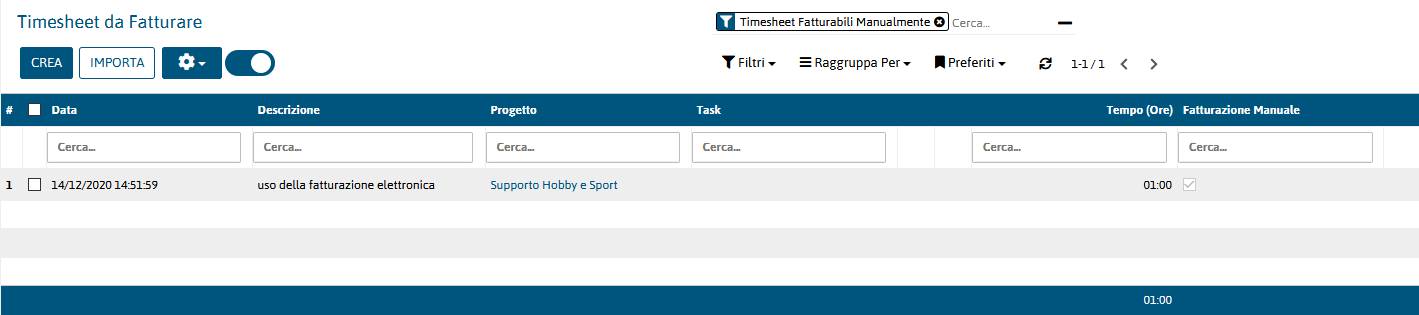 Timesheet da Fatturare
Timesheet Fatturabili Manualmente Cerca...
CREA IMPORTA Filtri Raggruppa Per Preferiti 1-1 / 1
# Data Descrizione Progetto Task Tempo (Ore) Fatturazione Manuale
Cerca... Cerca... Cerca... Cerca... Cerca... Cerca...
1 14/12/2020 14:51:59 uso della fatturazione elettronica Supporto Hobby e Sport 01:00
01:00